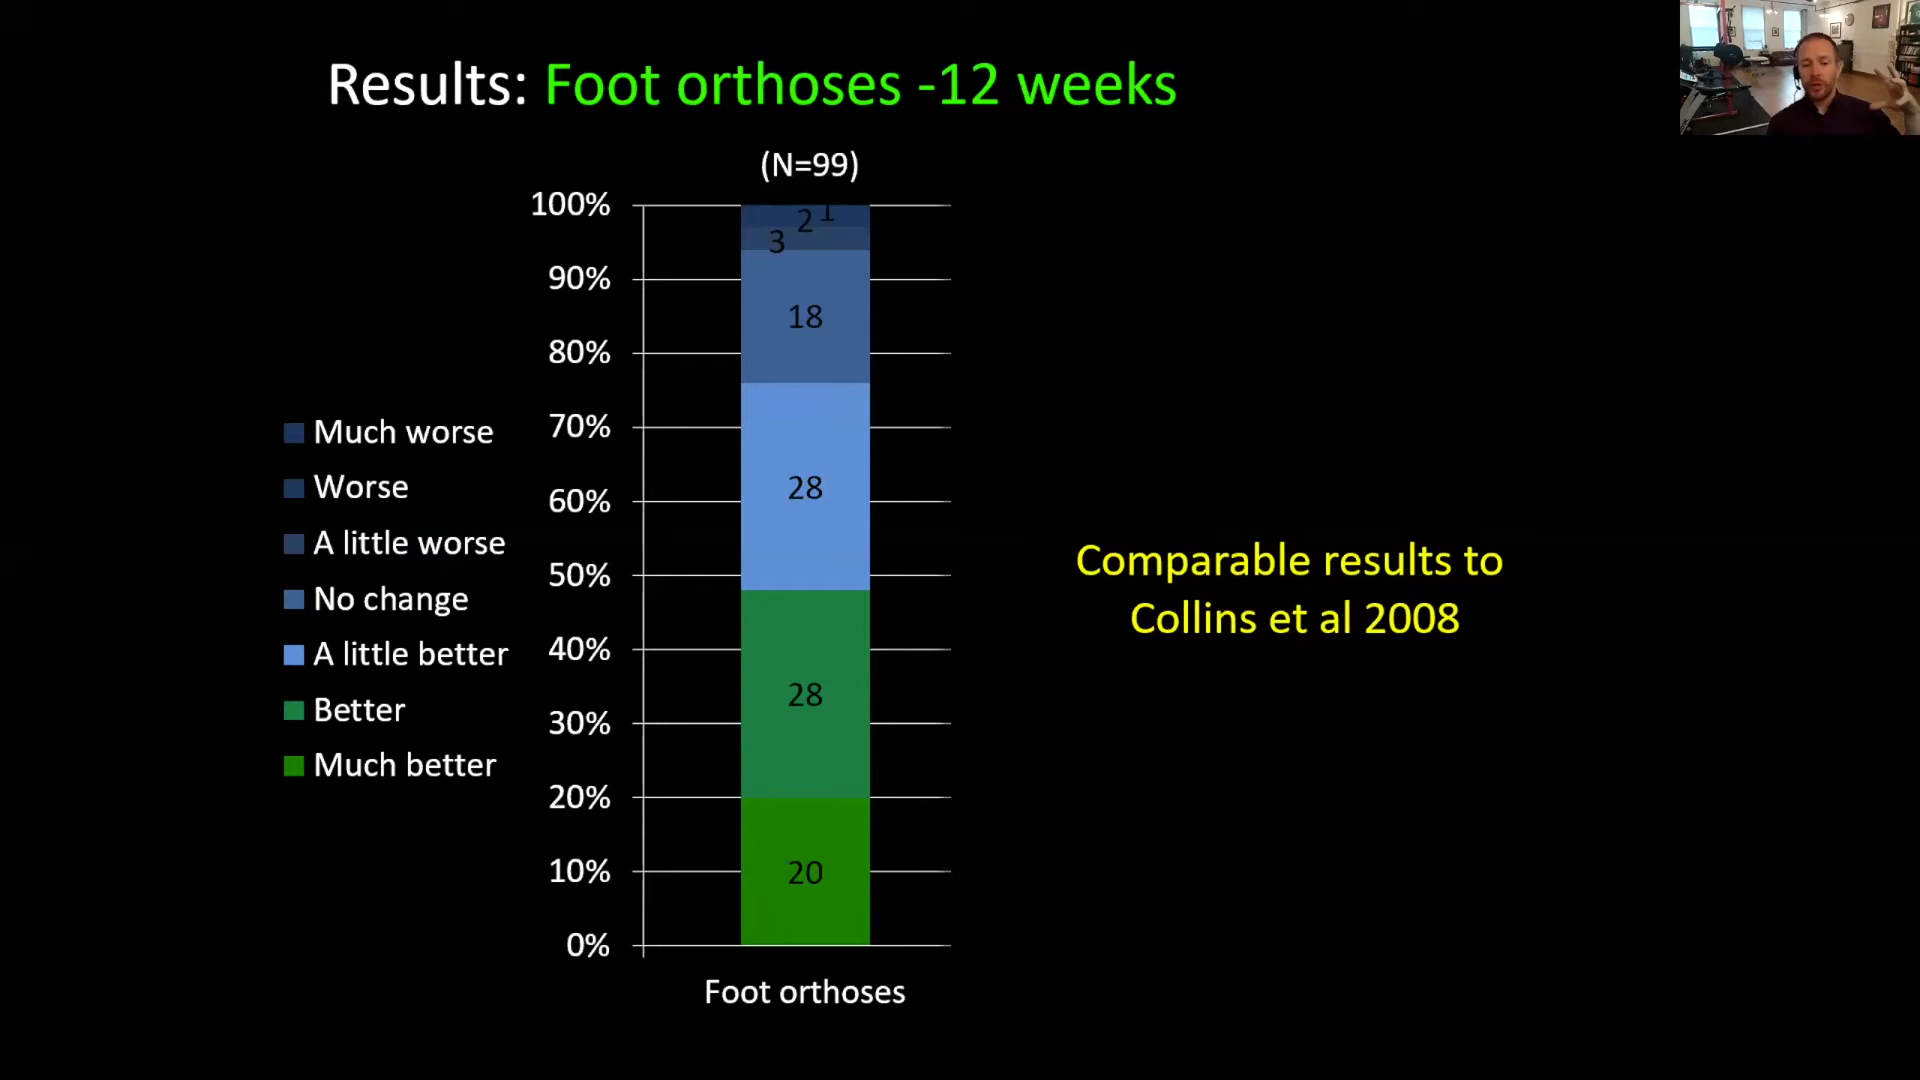 Results: Foot orthoses -12 weeks
(N=99)
100%
90%
80%
70%
60%
50%
40%
30%
20%
10%
0%
1
2
3
18
28
28
20
Much worse
Worse
A little worse
No change
A little better
Better
Much better
Foot orthoses
Comparable results to
Collins et al 2008